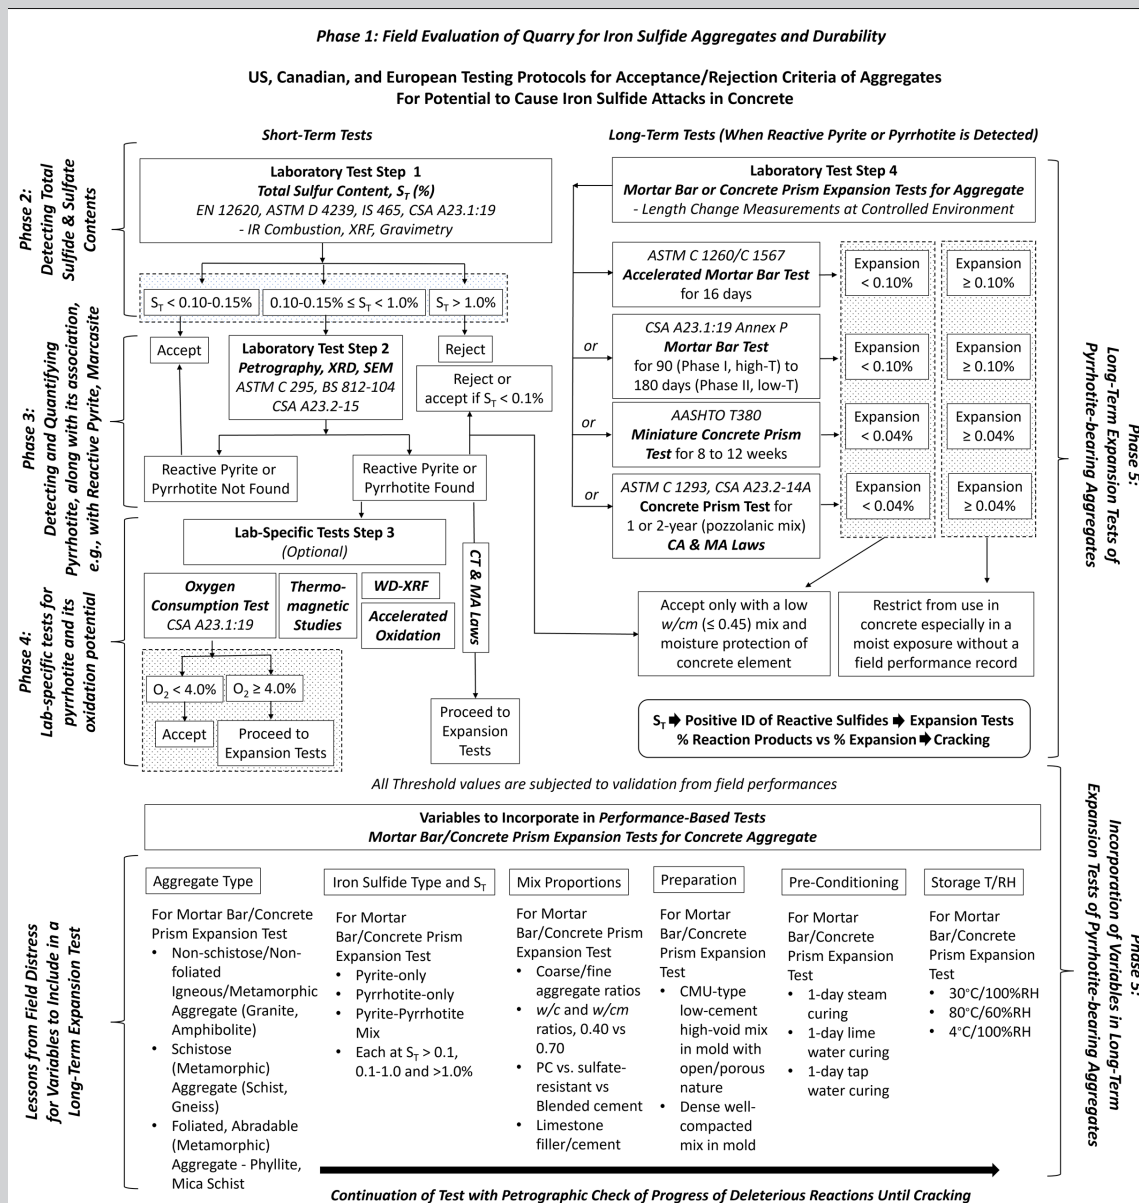 Phase 1: Field Evaluation of Quarry for Iron Sulfide Aggregates and Durability
US, Canadian, and European Testing Protocols for Acceptance/Rejection Criteria of Aggregates
For Potential to Cause Iron Sulfide Attacks in Concrete
Short-Term Tests
Phase 2:
Detecting Total
Sulfide & Sulfate
Contents
Laboratory Test Step 1
Total Sulfur Content, S_T (%)
EN 12620, ASTM D 4239, IS 465, CSA A23.1:19
- IR Combustion, XRF, Gravimetry
S_T < 0.10-0.15%
0.10-0.15% ≤ S_T < 1.0%
S_T > 1.0%
Phase 3:
Detecting and Quantifying
Pyrrhotite, along with its association,
e.g., with Reactive Pyrite, Marcasite
Accept
Laboratory Test Step 2
Petrography, XRD, SEM
ASTM C 295, BS 812-104
CSA A23.2-15
Reject
Reject or
accept if S_T < 0.1%
Reactive Pyrite or
Pyrrhotite Not Found
Reactive Pyrite or
Pyrrhotite Found
Phase 4:
Lab-specific tests for
pyrrhotite and its
oxidation potential
Lab-Specific Tests Step 3
(Optional)
Oxygen
Consumption Test
CSA A23.1:19
Thermo-
magnetic
Studies
WD-XRF
Accelerated
Oxidation
CT & MA Laws
O₂ < 4.0%
O₂ ≥ 4.0%
Accept
Proceed to
Expansion Tests
Proceed to
Expansion
Tests
Long-Term Tests (When Reactive Pyrite or Pyrrhotite is Detected)
Laboratory Test Step 4
Mortar Bar or Concrete Prism Expansion Tests for Aggregate
- Length Change Measurements at Controlled Environment
ASTM C 1260/C 1567
Accelerated Mortar Bar Test
for 16 days
Expansion
< 0.10%
Expansion
≥ 0.10%
or
CSA A23.1:19 Annex P
Mortar Bar Test
for 90 (Phase I, high-T) to
180 days (Phase II, low-T)
Expansion
< 0.10%
Expansion
≥ 0.10%
or
AASHTO T380
Miniature Concrete Prism
Test for 8 to 12 weeks
Expansion
< 0.04%
Expansion
≥ 0.04%
or
ASTM C 1293, CSA A23.2-14A
Concrete Prism Test for
1 or 2-year (pozzolanic mix)
CA & MA Laws
Expansion
< 0.04%
Expansion
≥ 0.04%
Accept only with a low
w/cm (≤ 0.45) mix and
moisture protection of
concrete element
Restrict from use in
concrete especially in a
moist exposure without a
field performance record
S_T ➔ Positive ID of Reactive Sulfides ➔ Expansion Tests
% Reaction Products vs % Expansion ➔ Cracking
Phase 5:
Long-Term Expansion Tests of
Pyrrhotite-bearing Aggregates
All Threshold values are subjected to validation from field performances
Variables to Incorporate in Performance-Based Tests
Mortar Bar/Concrete Prism Expansion Tests for Concrete Aggregate
Lessons from Field Distress
for Variables to Include in a
Long-Term Expansion Test
Aggregate Type
For Mortar Bar/Concrete
Prism Expansion Test
• Non-schistose/Non-
foliated
Igneous/Metamorphic
Aggregate (Granite,
Amphibolite)
• Schistose
(Metamorphic)
Aggregate (Schist,
Gneiss)
• Foliated, Abradable
(Metamorphic)
Aggregate - Phyllite,
Mica Schist
Iron Sulfide Type and S_T
For Mortar
Bar/Concrete Prism
Expansion Test
• Pyrite-only
• Pyrrhotite-only
• Pyrite-Pyrrhotite
Mix
• Each at S_T > 0.1,
0.1-1.0 and >1.0%
Mix Proportions
For Mortar
Bar/Concrete Prism
Expansion Test
• Coarse/fine
aggregate ratios
• w/c and w/cm
ratios, 0.40 vs
0.70
• PC vs. sulfate-
resistant vs
Blended cement
• Limestone
filler/cement
Preparation
For Mortar
Bar/Concrete
Prism Expansion
Test
• CMU-type
low-cement
high-void mix
in mold with
open/porous
nature
• Dense well-
compacted
mix in mold
Pre-Conditioning
For Mortar
Bar/Concrete
Prism Expansion
Test
• 1-day steam
curing
• 1-day lime
water curing
• 1-day tap
water curing
Storage T/RH
For Mortar
Bar/Concrete
Prism Expansion
Test
• 30°C/100%RH
• 80°C/60%RH
• 4°C/100%RH
Phase 5:
Incorporation of Variables in Long-Term
Expansion Tests of Pyrrhotite-bearing Aggregates
Continuation of Test with Petrographic Check of Progress of Deleterious Reactions Until Cracking